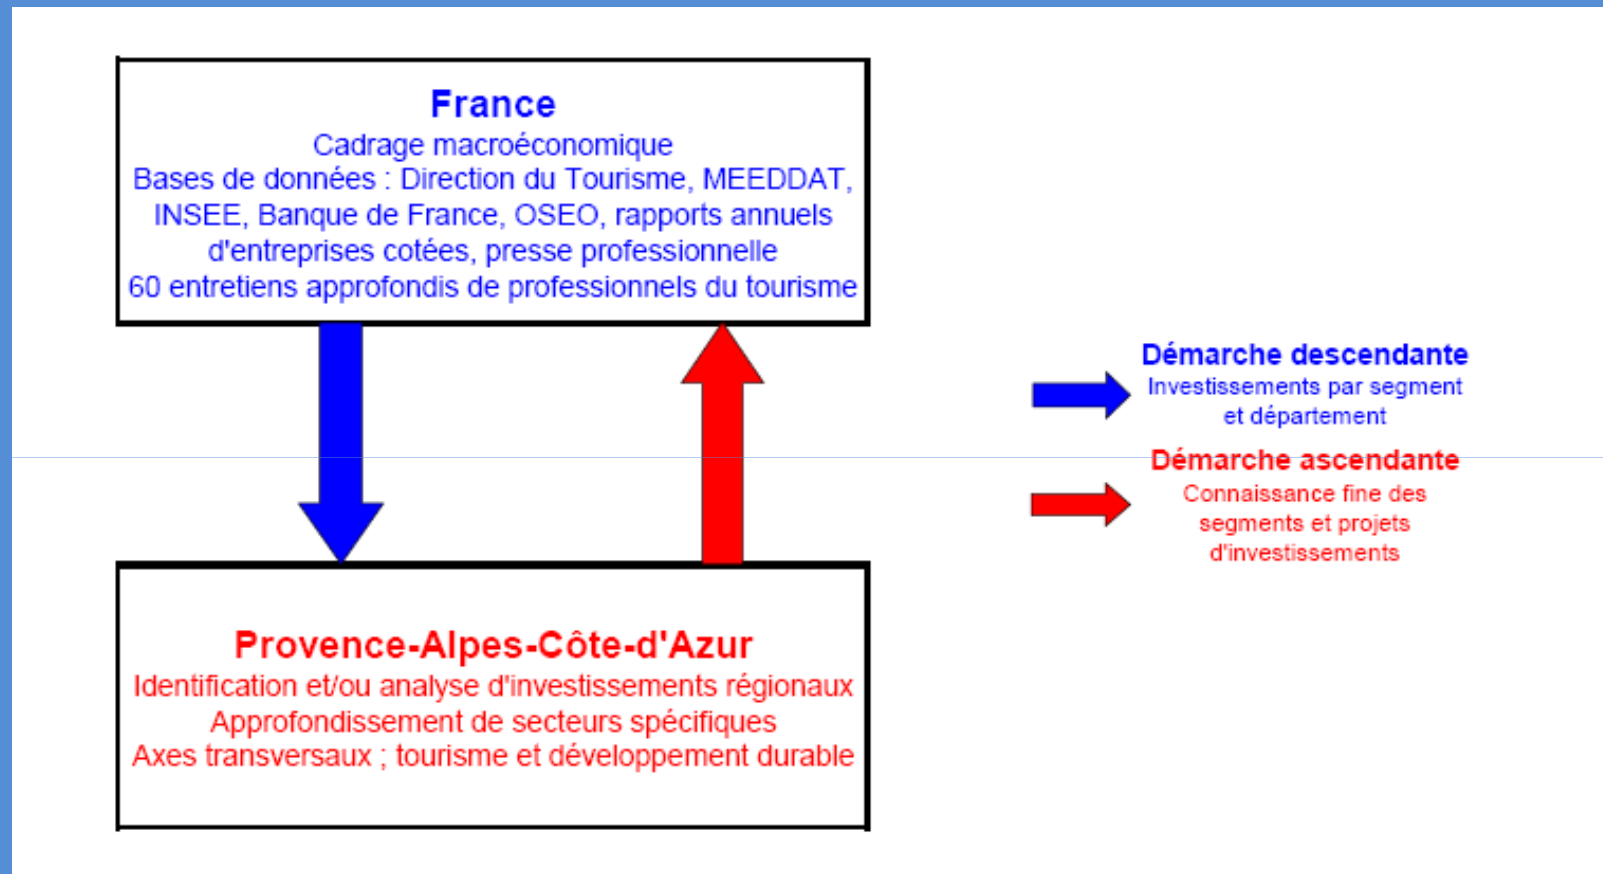 France
Cadrage macroéconomique
Bases de données : Direction du Tourisme, MEEDDAT,
INSEE, Banque de France, OSEO, rapports annuels
d'entreprises cotées, presse professionnelle
60 entretiens approfondis de professionnels du tourisme
Démarche descendante
Investissements par segment
et département
Démarche ascendante
Connaissance fine des
segments et projets
d'investissements
Provence-Alpes-Côte-d'Azur
Identification et/ou analyse d'investissements régionaux
Approfondissement de secteurs spécifiques
Axes transversaux ; tourisme et développement durable